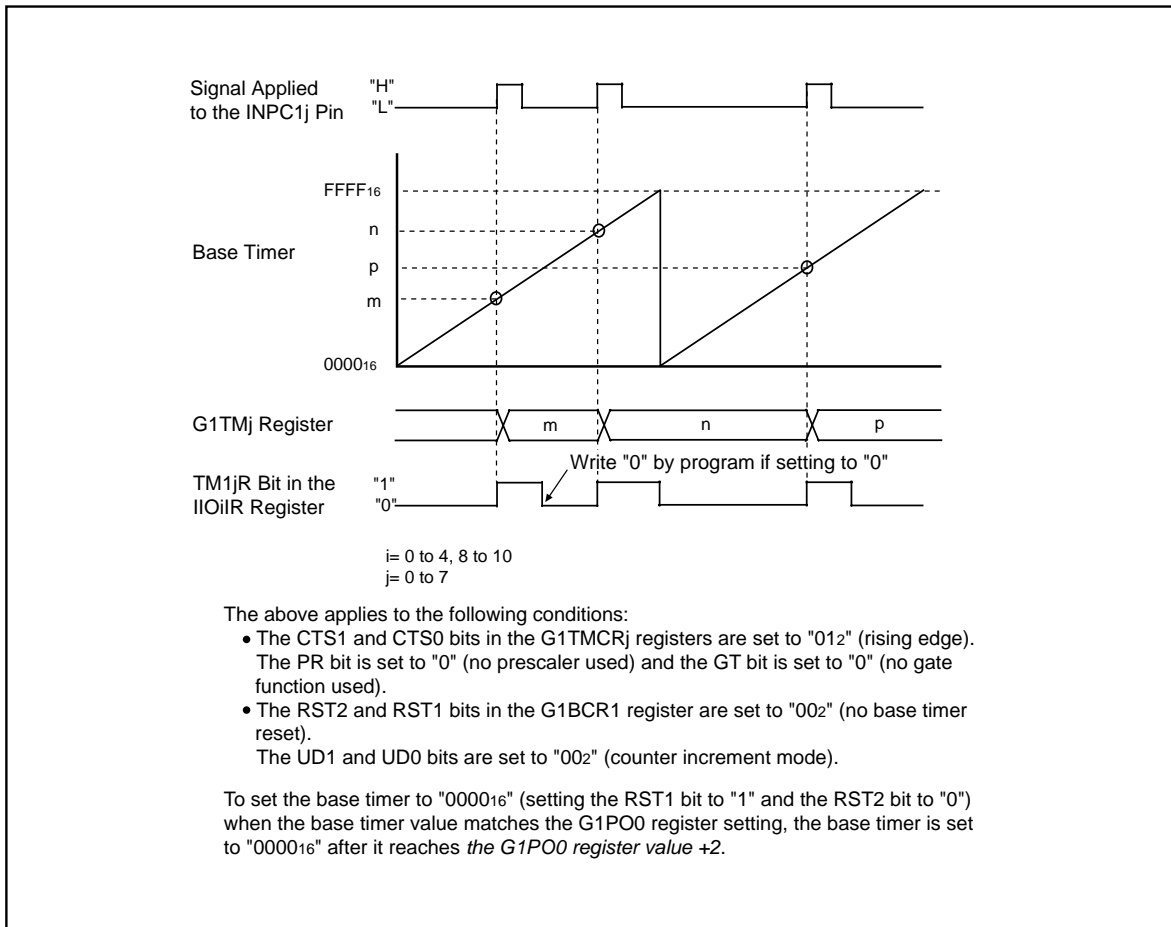 Signal Applied
to the INPC1j Pin
"H"
"L"
Base Timer
FFFF16
n
p
m
000016
G1TMj Register
m
n
p
Write "0" by program if setting to "0"
TM1jR Bit in the
IIOiIR Register
"1"
"0"
i= 0 to 4, 8 to 10
j= 0 to 7
The above applies to the following conditions:
• The CTS1 and CTS0 bits in the G1TMCRj registers are set to "012" (rising edge).
The PR bit is set to "0" (no prescaler used) and the GT bit is set to "0" (no gate
function used).
• The RST2 and RST1 bits in the G1BCR1 register are set to "002" (no base timer
reset).
The UD1 and UD0 bits are set to "002" (counter increment mode).
To set the base timer to "000016" (setting the RST1 bit to "1" and the RST2 bit to "0")
when the base timer value matches the G1PO0 register setting, the base timer is set
to "000016" after it reaches the G1PO0 register value +2.